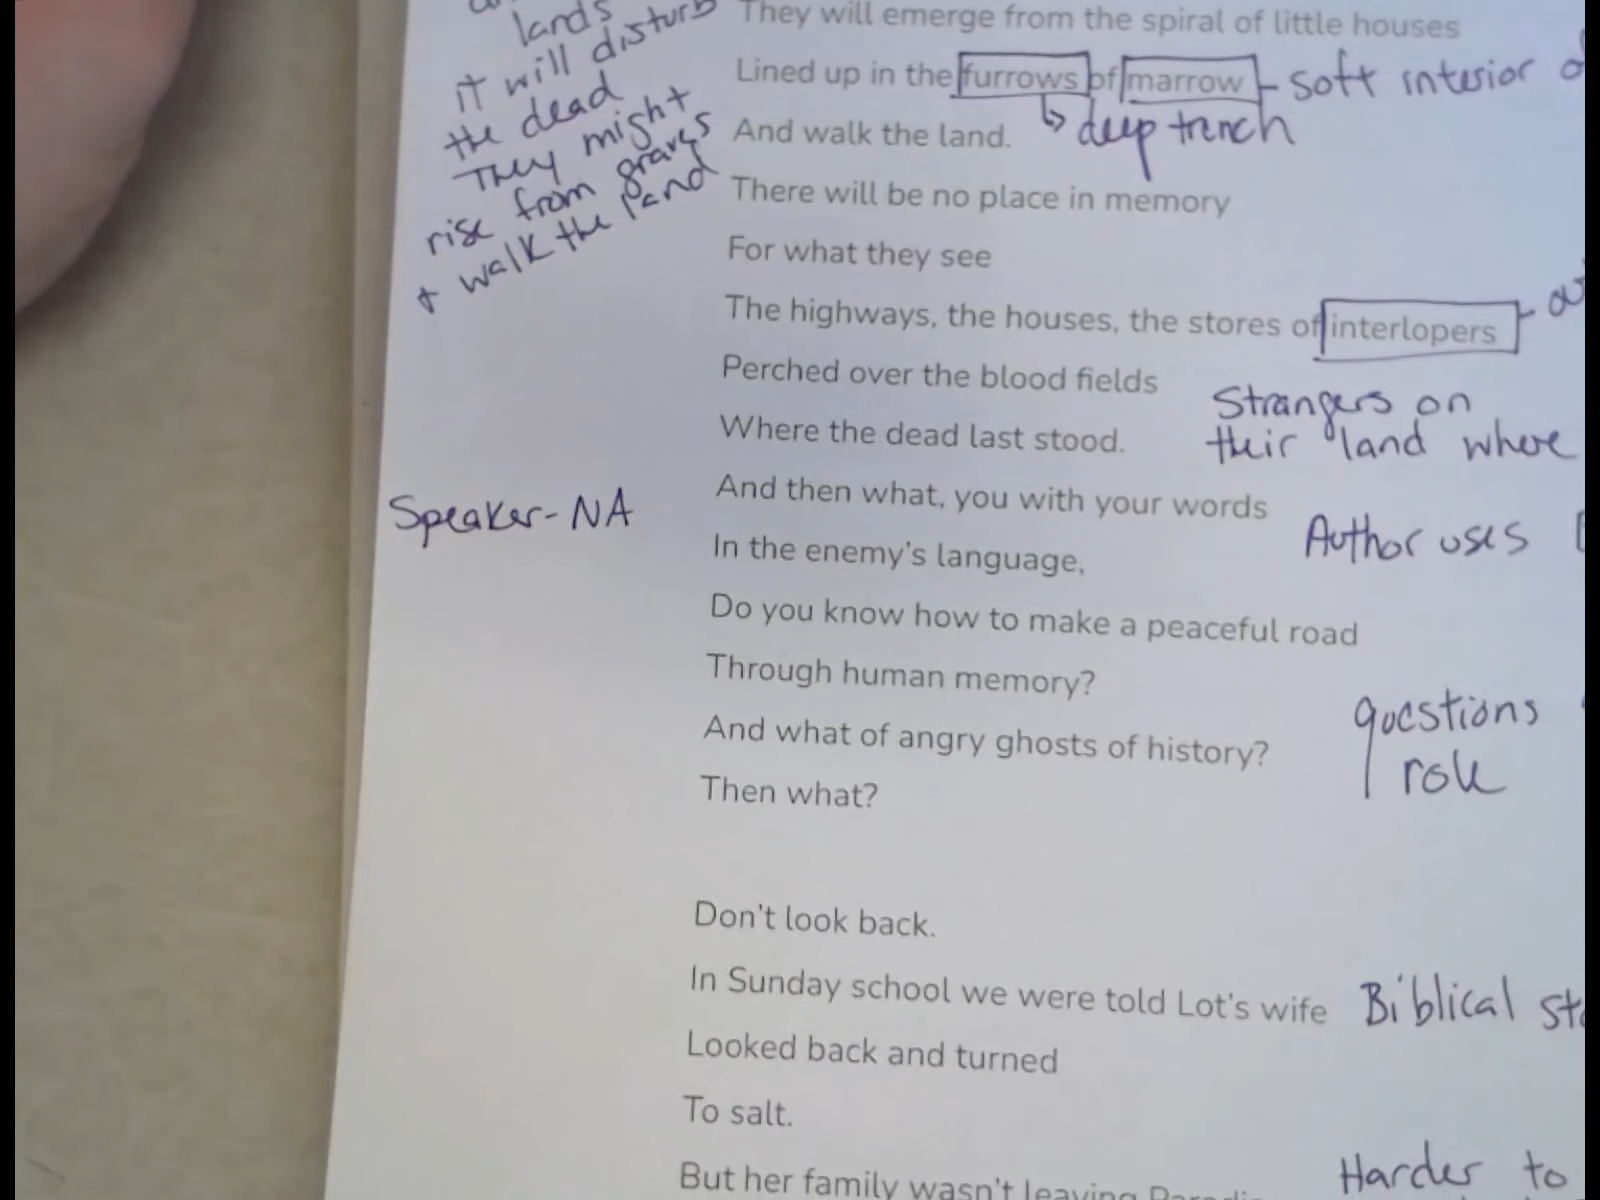 lands
it will disturb
the dead
They might
rise from graves
+ walk the land
They will emerge from the spiral of little houses
Lined up in the furrows of marrow - soft interior
↳ deep trench
And walk the land.
There will be no place in memory
For what they see
The highways, the houses, the stores of interlopers -
Perched over the blood fields
Strangers on
Where the dead last stood.
their land where
And then what, you with your words
Speaker - NA
Author uses
In the enemy's language,
Do you know how to make a peaceful road
Through human memory?
questions
And what of angry ghosts of history?
role
Then what?
Don't look back.
In Sunday school we were told Lot's wife
Biblical
Looked back and turned
To salt.
Harder to
But her family wasn't leaving